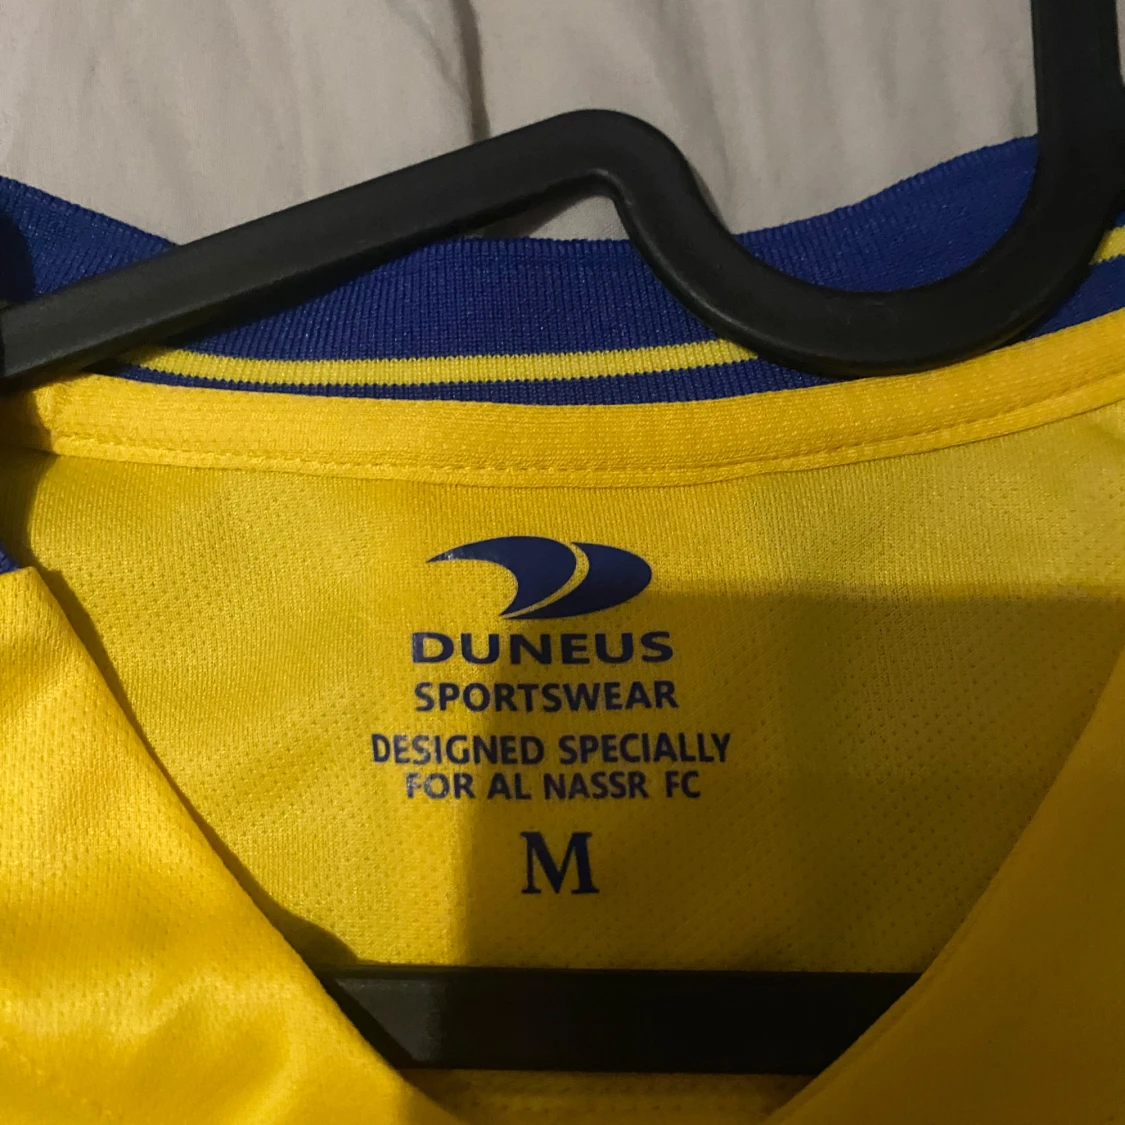 DUNEUS
SPORTSWEAR
DESIGNED SPECIALLY
FOR AL NASSR FC
M